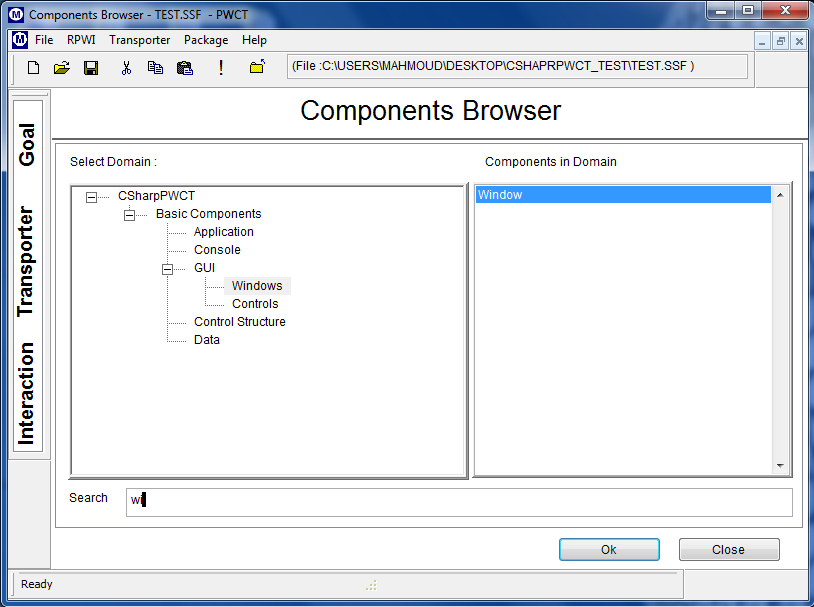 Components Browser - TEST.SSF - PWCT
File RPWI Transporter Package Help
(File :C:\USERS\MAHMOUD\DESKTOP\CSHAPRPWCT_TEST\TEST.SSF )
Goal
Transporter
Interaction
Components Browser
Select Domain :
CSharpPWCT
Basic Components
Application
Console
GUI
Windows
Controls
Control Structure
Data
Components in Domain
Window
Search
wi
Ok
Close
Ready